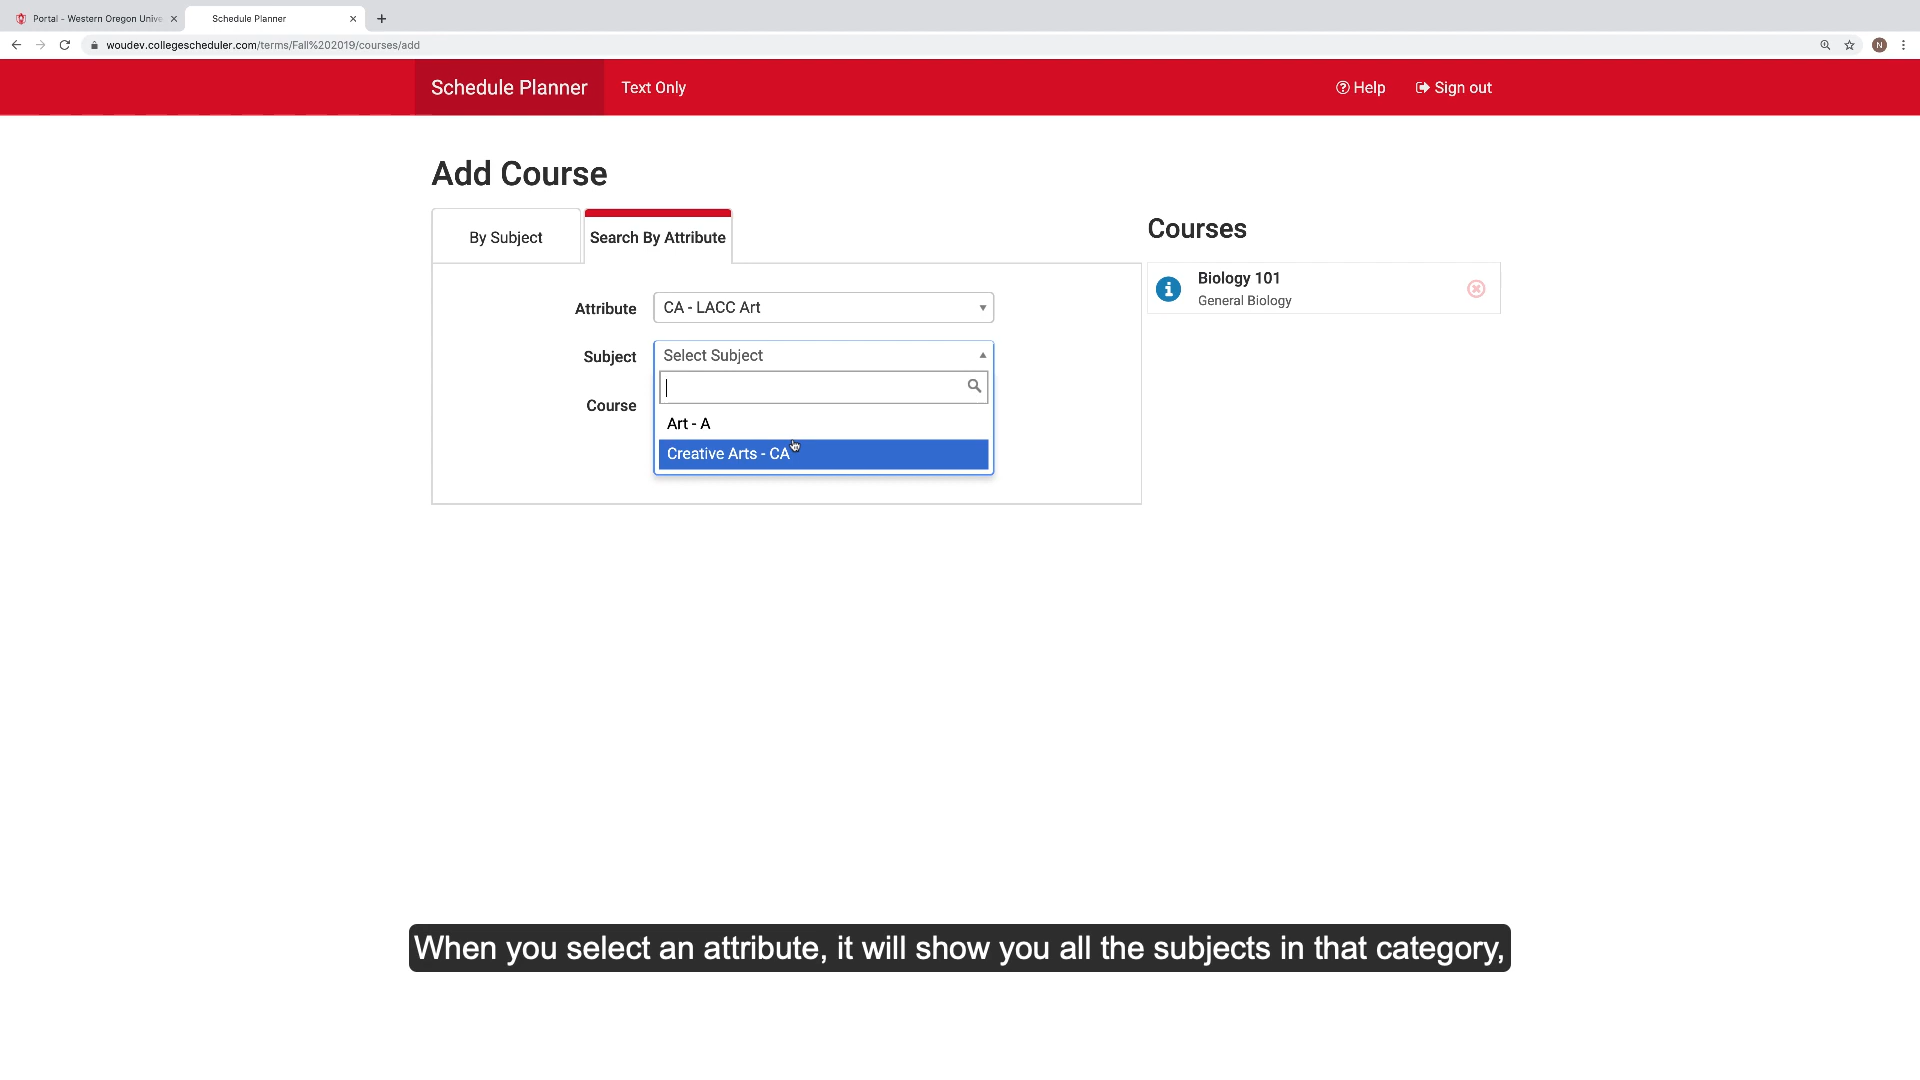 Portal - Western Oregon Unive
Schedule Planner
woudev.collegescheduler.com/terms/Fall%202019/courses/add
N
Schedule Planner
Text Only
Help
Sign out
Add Course
By Subject
Search By Attribute
Courses
Biology 101
General Biology
Attribute
CA - LACC Art
Subject
Select Subject
Course
Art - A
Creative Arts - CA
When you select an attribute, it will show you all the subjects in that category,